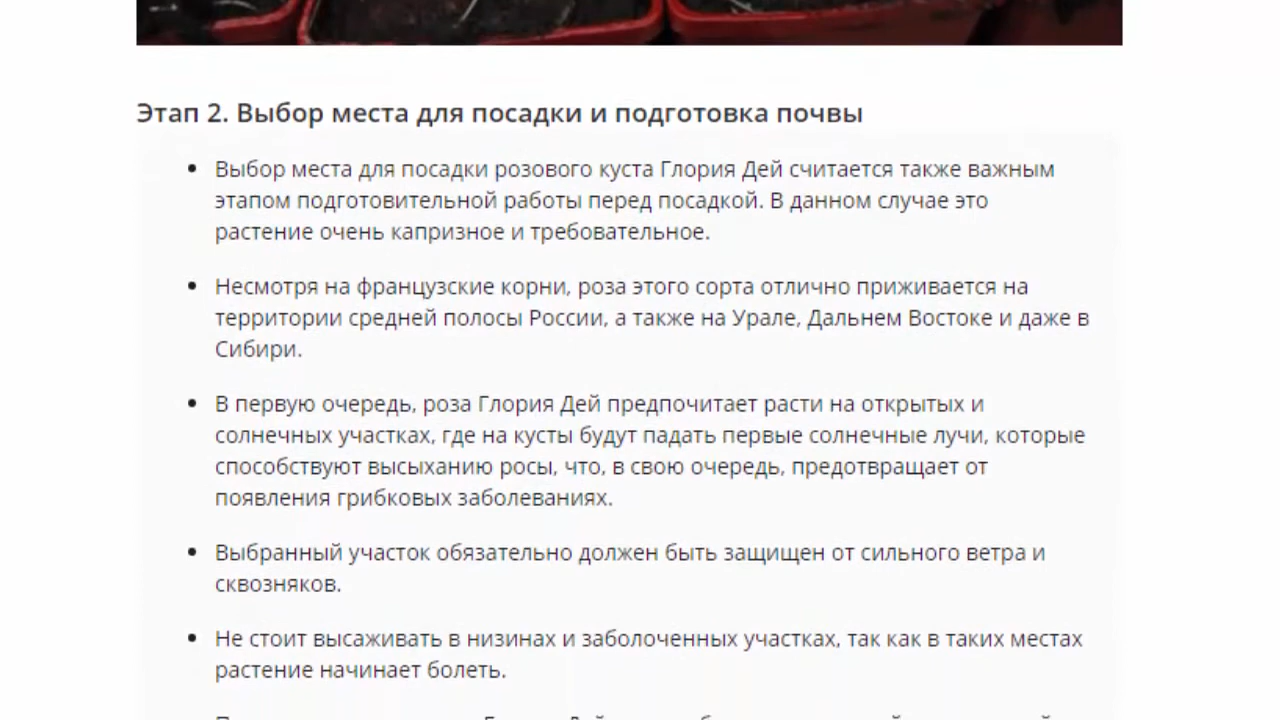 Этап 2. Выбор места для посадки и подготовка почвы
Выбор места для посадки розового куста Глория Дей считается также важным
этапом подготовительной работы перед посадкой. В данном случае это
растение очень капризное и требовательное.
Несмотря на французские корни, роза этого сорта отлично приживается на
территории средней полосы России, а также на Урале, Дальнем Востоке и даже в
Сибири.
В первую очередь, роза Глория Дей предпочитает расти на открытых и
солнечных участках, где на кусты будут падать первые солнечные лучи, которые
способствуют высыханию росы, что, в свою очередь, предотвращает от
появления грибковых заболеваниях.
Выбранный участок обязательно должен быть защищен от сильного ветра и
сквозняков.
Не стоит высаживать в низинах и заболоченных участках, так как в таких местах
растение начинает болеть.